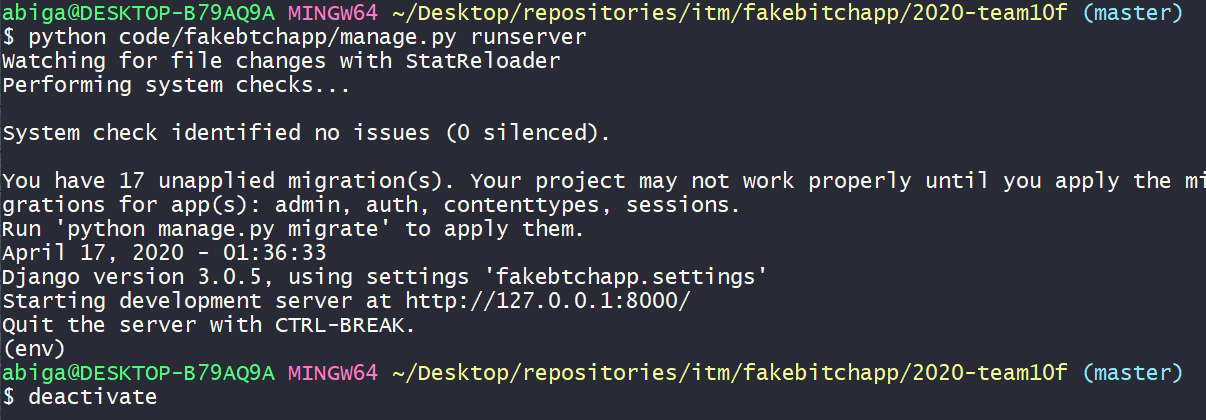 abiga@DESKTOP-B79AQ9A MINGW64 ~/Desktop/repositories/itm/fakebitchapp/2020-team10f (master)
$ python code/fakebtchapp/manage.py runserver
Watching for file changes with StatReloader
Performing system checks...
System check identified no issues (0 silenced).
You have 17 unapplied migration(s). Your project may not work properly until you apply the mi
grations for app(s): admin, auth, contenttypes, sessions.
Run 'python manage.py migrate' to apply them.
April 17, 2020 - 01:36:33
Django version 3.0.5, using settings 'fakebtchapp.settings'
Starting development server at http://127.0.0.1:8000/
Quit the server with CTRL-BREAK.
(env)
abiga@DESKTOP-B79AQ9A MINGW64 ~/Desktop/repositories/itm/fakebitchapp/2020-team10f (master)
$ deactivate